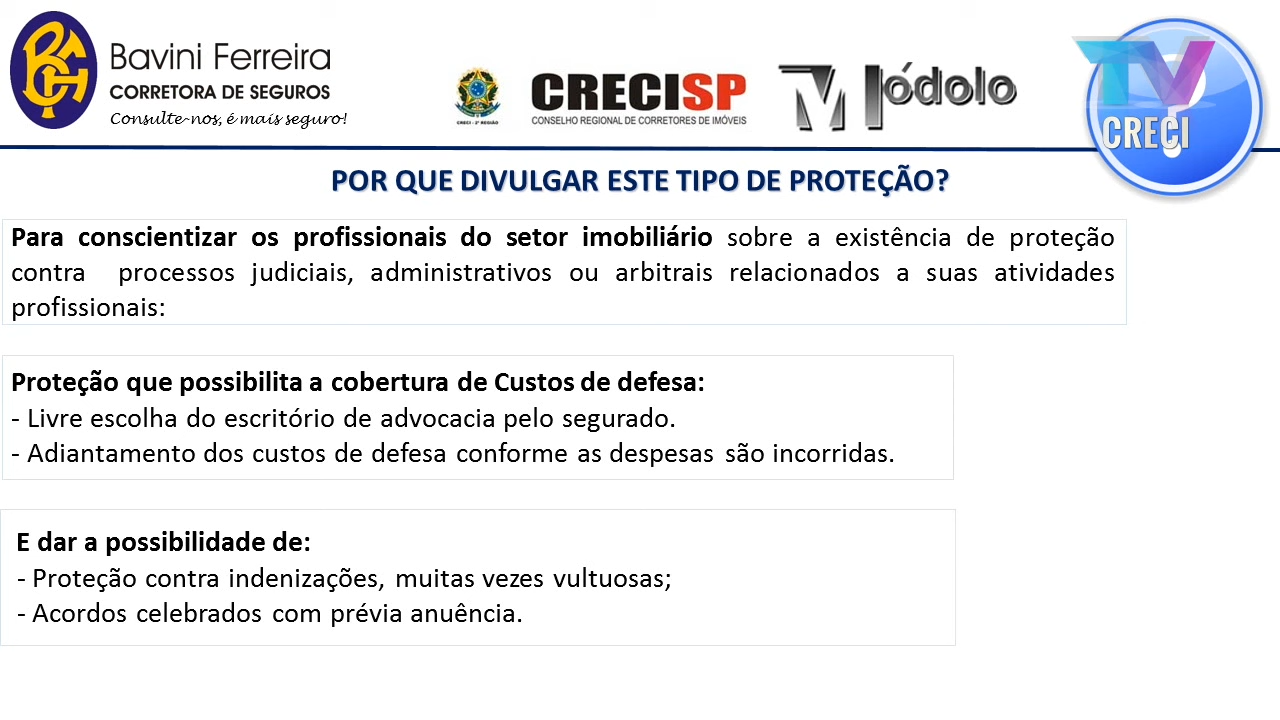 Bavini Ferreira
CORRETORA DE SEGUROS
Consulte-nos, é mais seguro!
CRECI - 2ª REGIÃO
CRECISP
CONSELHO REGIONAL DE CORRETORES DE IMÓVEIS
Módolo
TV
CRECI
POR QUE DIVULGAR ESTE TIPO DE PROTEÇÃO?
Para conscientizar os profissionais do setor imobiliário sobre a existência de proteção
contra processos judiciais, administrativos ou arbitrais relacionados a suas atividades
profissionais:
Proteção que possibilita a cobertura de Custos de defesa:
- Livre escolha do escritório de advocacia pelo segurado.
- Adiantamento dos custos de defesa conforme as despesas são incorridas.
E dar a possibilidade de:
- Proteção contra indenizações, muitas vezes vultuosas;
- Acordos celebrados com prévia anuência.